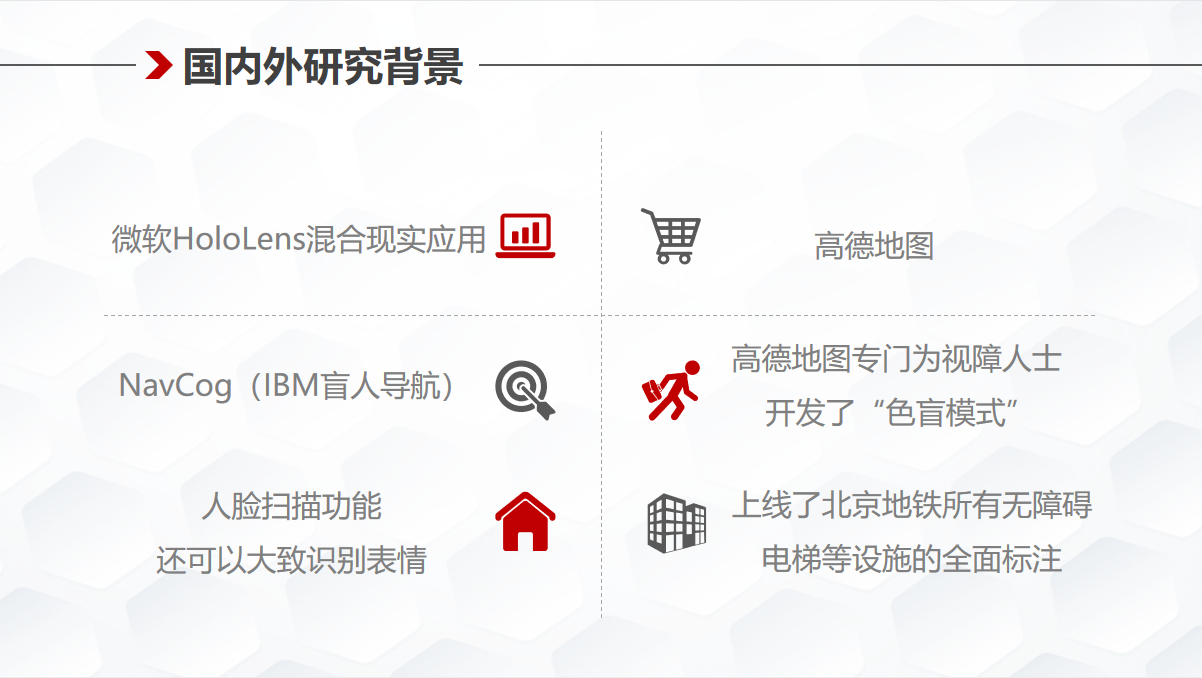 国内外研究背景
微软HoloLens混合现实应用
高德地图
NavCog（IBM盲人导航）
高德地图专门为视障人士
开发了“色盲模式”
人脸扫描功能
还可以大致识别表情
上线了北京地铁所有无障碍
电梯等设施的全面标注